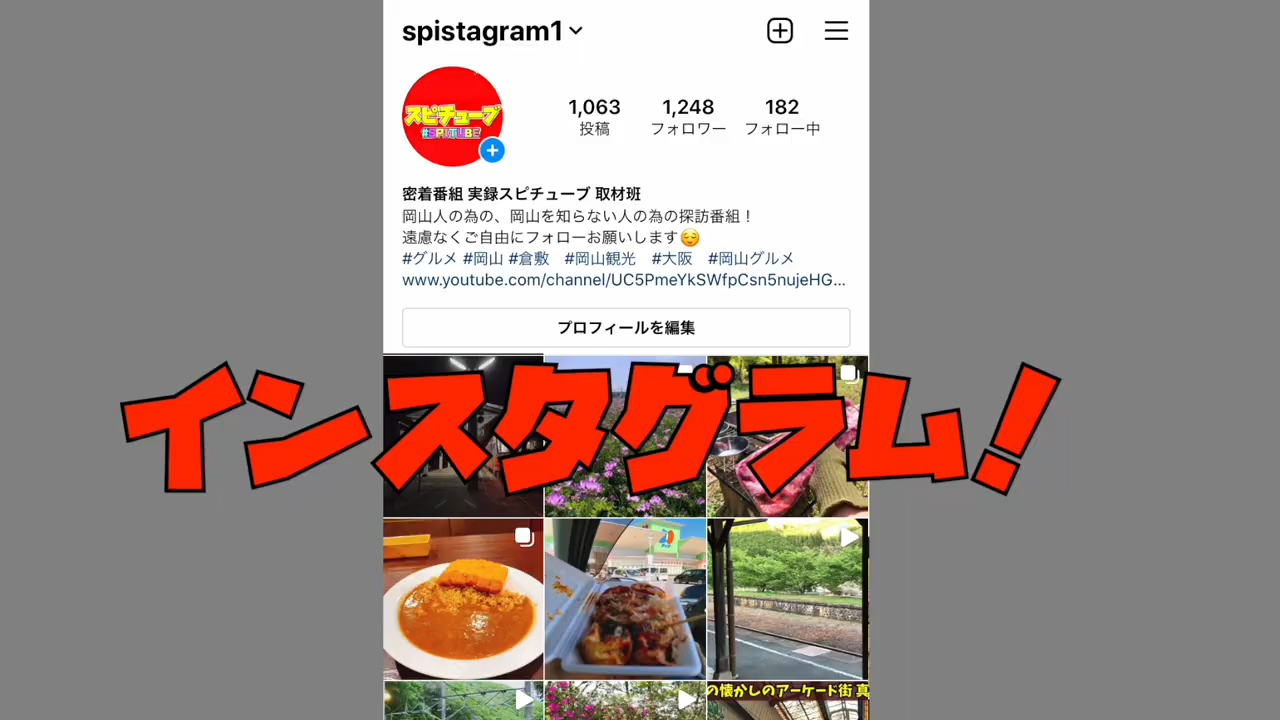 spistagram1
スピチューブ
#SPITUBE
1,063
投稿
1,248
フォロワー
182
フォロー中
密着番組 実録スピチューブ 取材班
岡山人の為の、岡山を知らない人の為の探訪番組！
遠慮なくご自由にフォローお願いします😌
#グルメ #岡山 #倉敷　#岡山観光　#大阪　#岡山グルメ
www.youtube.com/channel/UC5PmeYkSWfpCsn5nujeHG...
プロフィールを編集
インスタグラム！
の懐かしのアーケード街 真